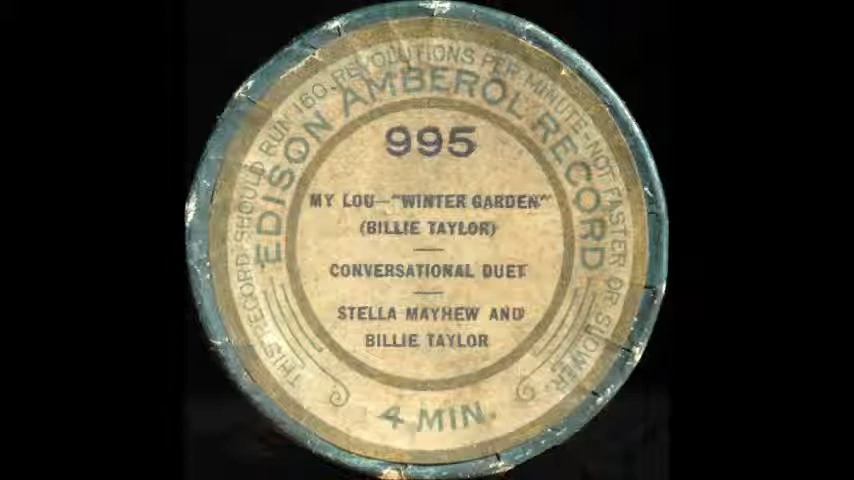 THIS RECORD SHOULD RUN 160 REVOLUTIONS PER MINUTE-NOT FASTER OR SLOWER.
EDISON AMBEROL RECORD
995
MY LOU—"WINTER GARDEN"
(BILLIE TAYLOR)
CONVERSATIONAL DUET
STELLA MAYHEW AND
BILLIE TAYLOR
4 MIN.